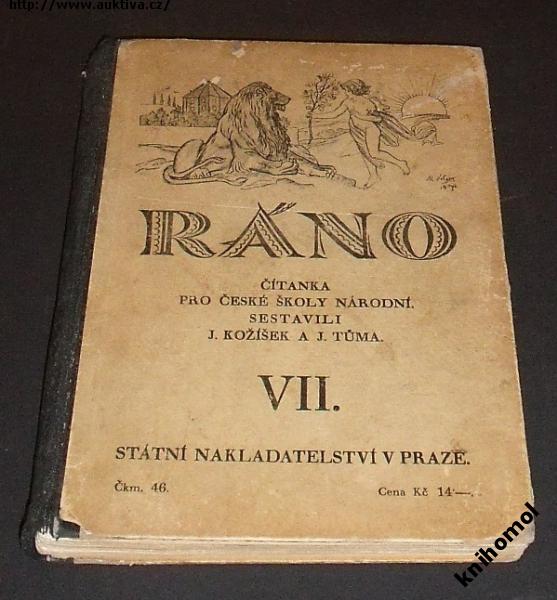 http://www.auktiva.cz/
RÁNO
ČÍTANKA
PRO ČESKÉ ŠKOLY NÁRODNÍ.
SESTAVILI
J. KOŽÍŠEK A J. TŮMA.
VII.
STÁTNÍ NAKLADATELSTVÍ V PRAZE.
Čkm. 46. Cena Kč 14·—.
knihomol